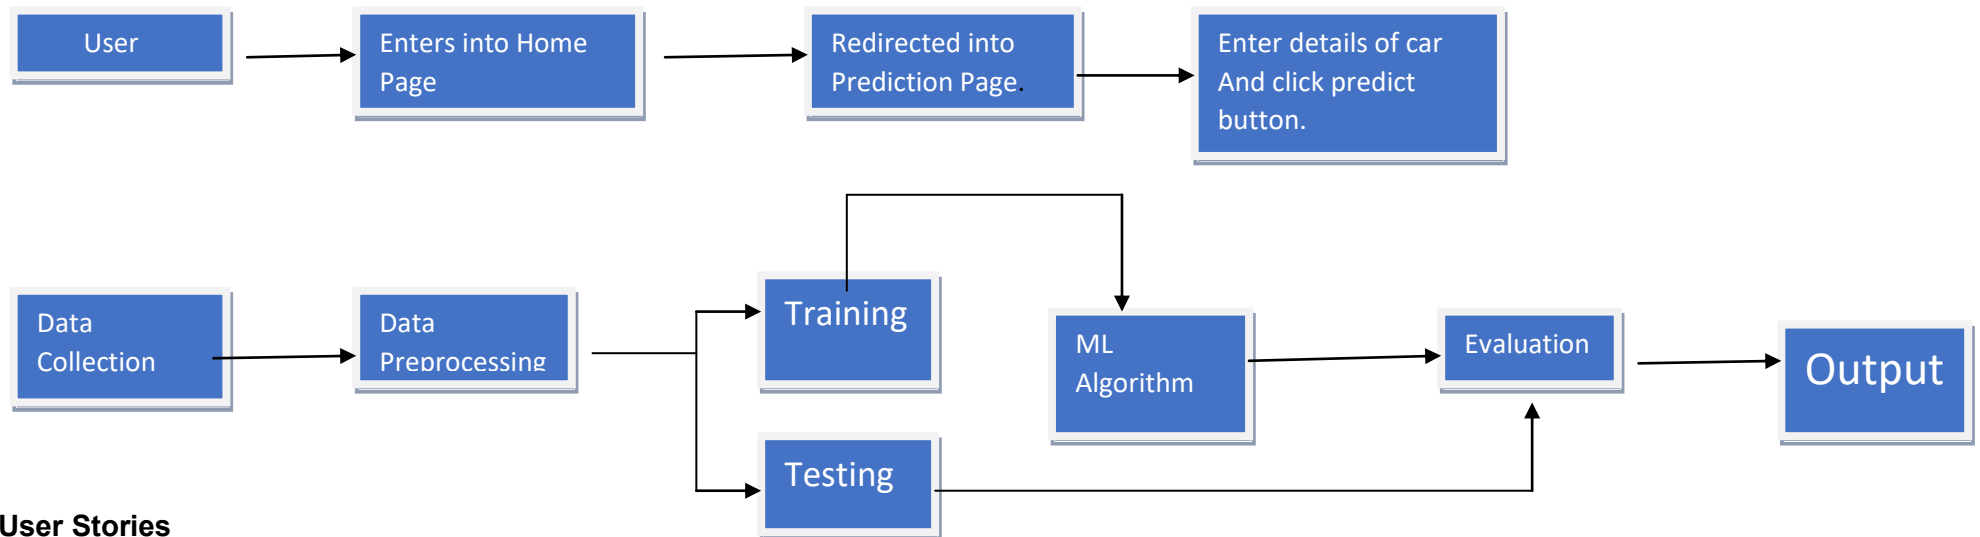 User
Enters into Home
Page
Redirected into
Prediction Page.
Enter details of car
And click predict
button.
Data
Collection
Data
Preprocessing
Training
Testing
ML
Algorithm
Evaluation
Output
User Stories